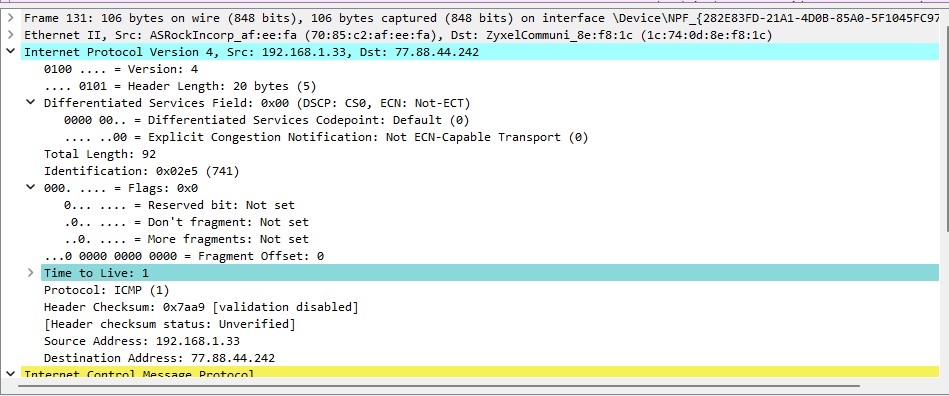 Frame 131: 106 bytes on wire (848 bits), 106 bytes captured (848 bits) on interface \Device\NPF_{282E83FD-21A1-4D0B-85A0-5F1045FC97
Ethernet II, Src: ASRockIncorp_af:ee:fa (70:85:c2:af:ee:fa), Dst: ZyxelCommuni_8e:f8:1c (1c:74:0d:8e:f8:1c)
Internet Protocol Version 4, Src: 192.168.1.33, Dst: 77.88.44.242
0100 .... = Version: 4
.... 0101 = Header Length: 20 bytes (5)
Differentiated Services Field: 0x00 (DSCP: CS0, ECN: Not-ECT)
0000 00.. = Differentiated Services Codepoint: Default (0)
.... ..00 = Explicit Congestion Notification: Not ECN-Capable Transport (0)
Total Length: 92
Identification: 0x02e5 (741)
000. .... = Flags: 0x0
0... .... = Reserved bit: Not set
.0.. .... = Don't fragment: Not set
..0. .... = More fragments: Not set
...0 0000 0000 0000 = Fragment Offset: 0
Time to Live: 1
Protocol: ICMP (1)
Header Checksum: 0x7aa9 [validation disabled]
[Header checksum status: Unverified]
Source Address: 192.168.1.33
Destination Address: 77.88.44.242
Internet Control Message Protocol